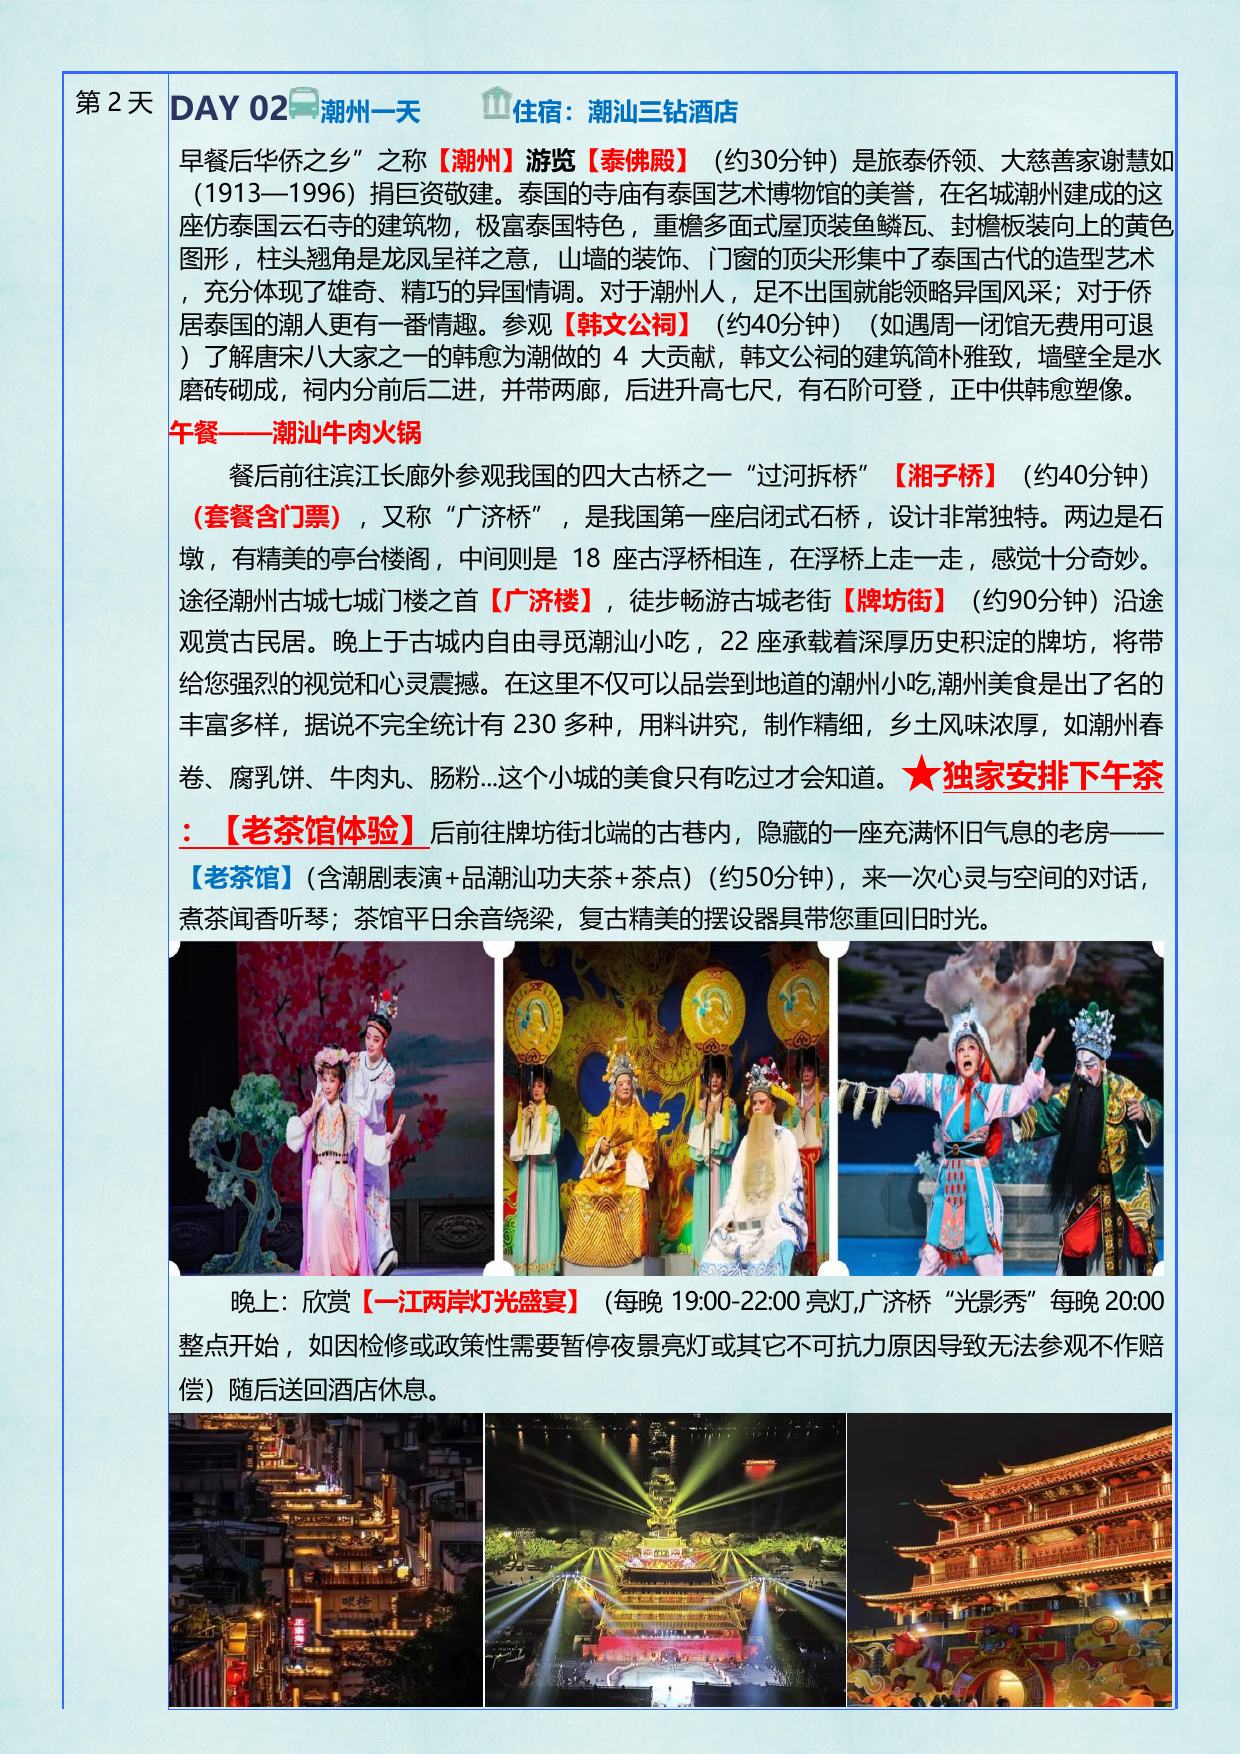 第 2 天
DAY 02 潮州一天 住宿：潮汕三钻酒店
早餐后华侨之乡”之称【潮州】游览【泰佛殿】（约30分钟）是旅泰侨领、大慈善家谢慧如
（1913—1996）捐巨资敬建。泰国的寺庙有泰国艺术博物馆的美誉，在名城潮州建成的这
座仿泰国云石寺的建筑物，极富泰国特色，重檐多面式屋顶装鱼鳞瓦、封檐板装向上的黄色
图形，柱头翘角是龙凤呈祥之意，山墙的装饰、门窗的顶尖形集中了泰国古代的造型艺术
，充分体现了雄奇、精巧的异国情调。对于潮州人，足不出国就能领略异国风采；对于侨
居泰国的潮人更有一番情趣。参观【韩文公祠】（约40分钟）（如遇周一闭馆无费用可退
）了解唐宋八大家之一的韩愈为潮做的 4 大贡献，韩文公祠的建筑简朴雅致，墙壁全是水
磨砖砌成，祠内分前后二进，并带两廊，后进升高七尺，有石阶可登，正中供韩愈塑像。
午餐——潮汕牛肉火锅
餐后前往滨江长廊外参观我国的四大古桥之一“过河拆桥”【湘子桥】（约40分钟）
（套餐含门票），又称“广济桥”，是我国第一座启闭式石桥，设计非常独特。两边是石
墩，有精美的亭台楼阁，中间则是 18 座古浮桥相连，在浮桥上走一走，感觉十分奇妙。
途径潮州古城七城门楼之首【广济楼】，徒步畅游古城老街【牌坊街】（约90分钟）沿途
观赏古民居。晚上于古城内自由寻觅潮汕小吃，22 座承载着深厚历史积淀的牌坊，将带
给您强烈的视觉和心灵震撼。在这里不仅可以品尝到地道的潮州小吃,潮州美食是出了名的
丰富多样，据说不完全统计有 230 多种，用料讲究，制作精细，乡土风味浓厚，如潮州春
卷、腐乳饼、牛肉丸、肠粉...这个小城的美食只有吃过才会知道。★独家安排下午茶
：【老茶馆体验】后前往牌坊街北端的古巷内，隐藏的一座充满怀旧气息的老房——
【老茶馆】（含潮剧表演+品潮汕功夫茶+茶点）（约50分钟），来一次心灵与空间的对话，
煮茶闻香听琴；茶馆平日余音绕梁，复古精美的摆设器具带您重回旧时光。
晚上：欣赏【一江两岸灯光盛宴】（每晚 19:00-22:00 亮灯,广济桥“光影秀”每晚 20:00
整点开始，如因检修或政策性需要暂停夜景亮灯或其它不可抗力原因导致无法参观不作赔
偿）随后送回酒店休息。